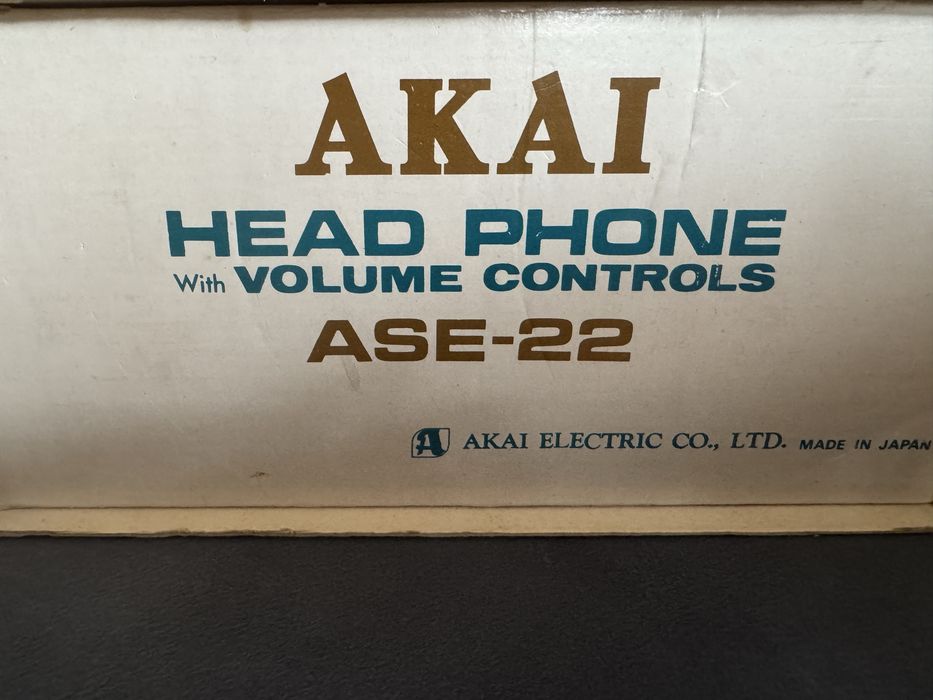 AKAI
HEAD PHONE
With VOLUME CONTROLS
ASE-22
A AKAI ELECTRIC CO., LTD. MADE IN JAPAN